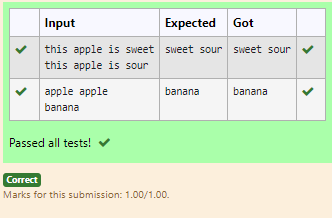 Input Expected Got
this apple is sweet sweet sour sweet sour
this apple is sour
apple apple banana banana
banana
Passed all tests!
Correct
Marks for this submission: 1.00/1.00.